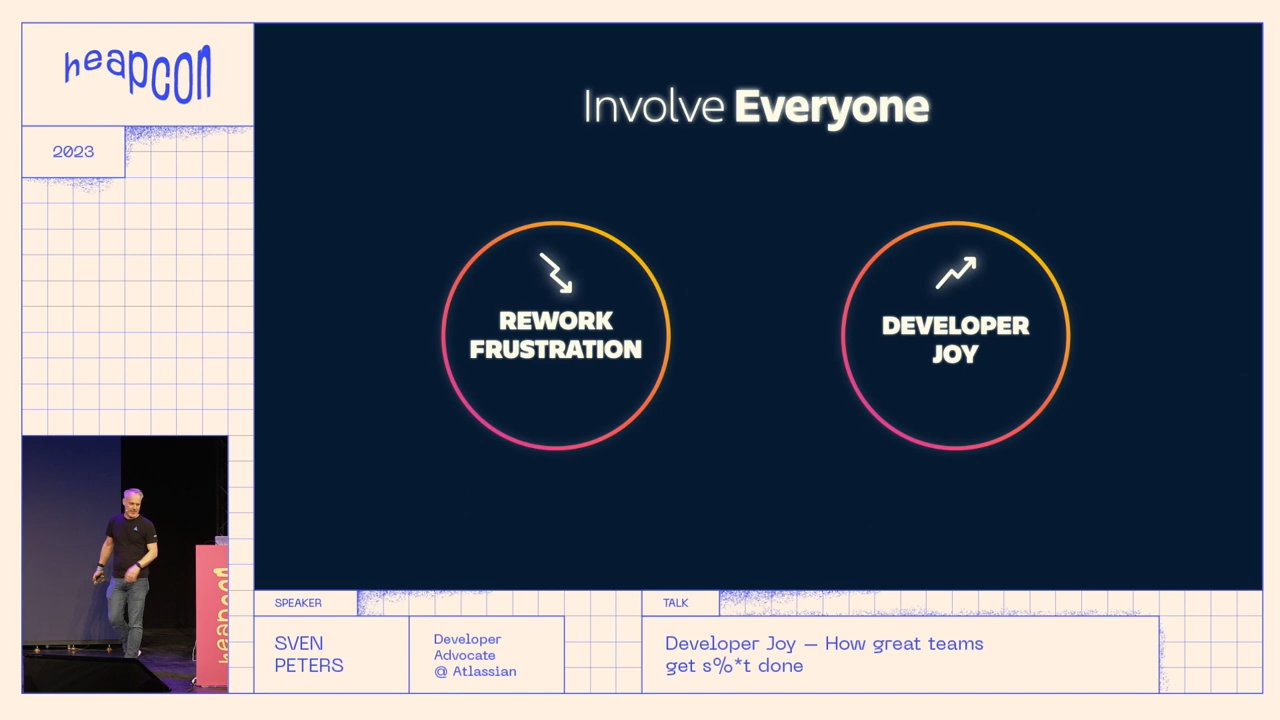 heapcon
2023
Involve Everyone
REWORK
FRUSTRATION
DEVELOPER
JOY
heapcon
SPEAKER
SVEN
PETERS
Developer
Advocate
@ Atlassian
TALK
Developer Joy — How great teams
get s%*t done